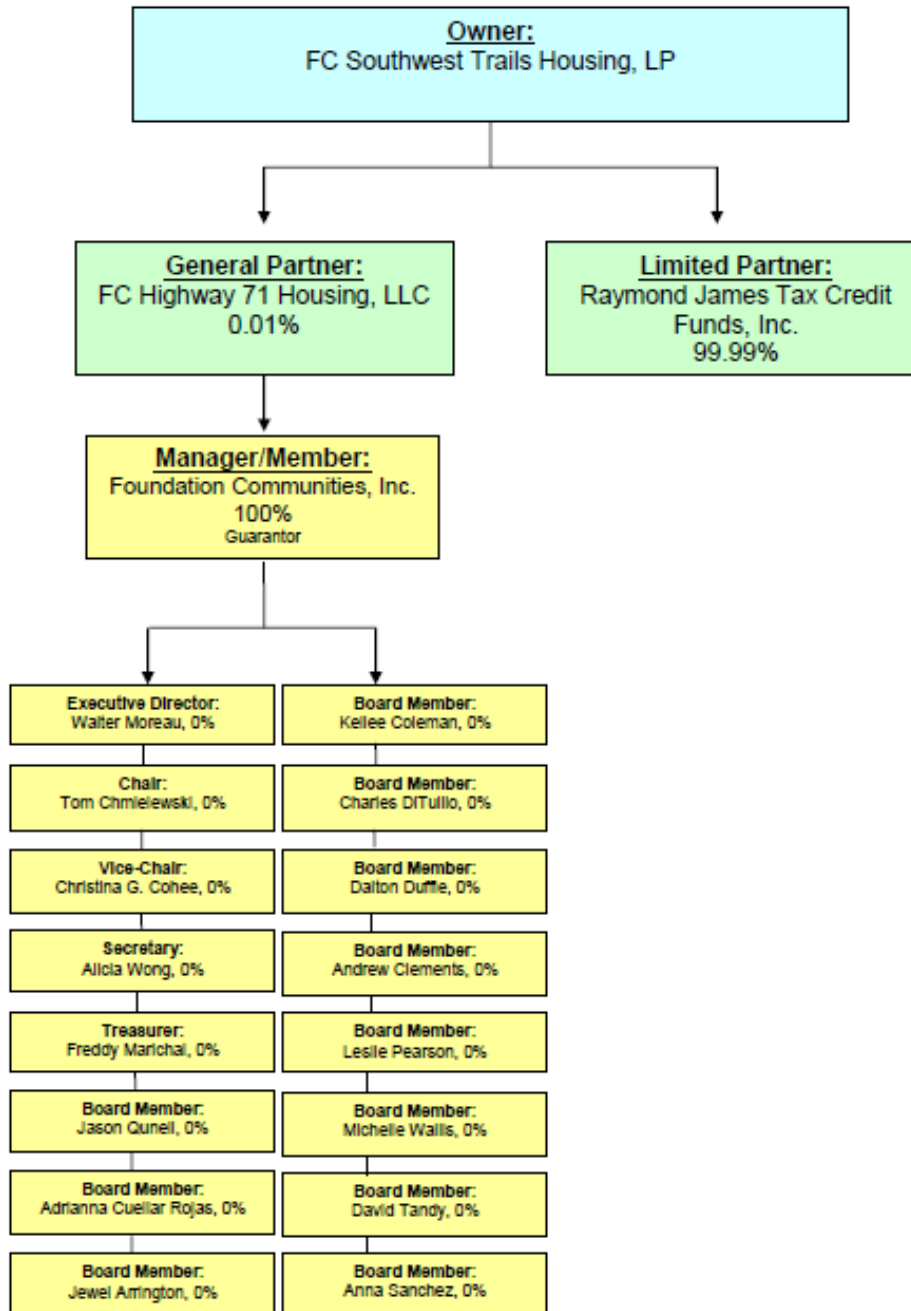 Owner:
FC Southwest Trails Housing, LP
General Partner:
FC Highway 71 Housing, LLC
0.01%
Limited Partner:
Raymond James Tax Credit
Funds, Inc.
99.99%
Manager/Member:
Foundation Communities, Inc.
100%
Guarantor
Executive Director:
Walter Moreau, 0%
Chair:
Tom Chmielewski, 0%
Vice-Chair:
Christina G. Cohee, 0%
Secretary:
Alicia Wong, 0%
Treasurer:
Freddy Marichal, 0%
Board Member:
Jason Qunell, 0%
Board Member:
Adrianna Cuellar Rojas, 0%
Board Member:
Jewel Arrington, 0%
Board Member:
Kellee Coleman, 0%
Board Member:
Charles DiTullio, 0%
Board Member:
Dalton Duffie, 0%
Board Member:
Andrew Clements, 0%
Board Member:
Leslie Pearson, 0%
Board Member:
Michelle Wallis, 0%
Board Member:
David Tandy, 0%
Board Member:
Anna Sanchez, 0%